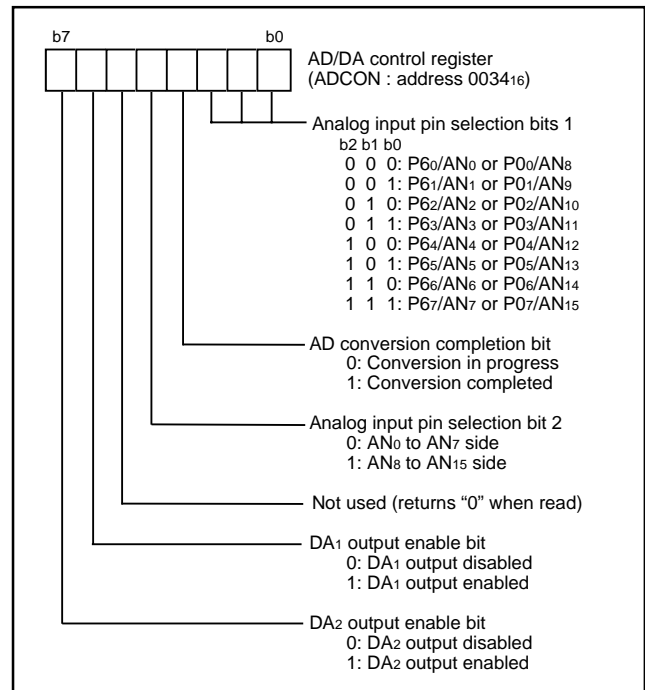 b7 b0
AD/DA control register
(ADCON : address 0034₁₆)
Analog input pin selection bits 1
b2 b1 b0
0 0 0: P6₀/AN₀ or P0₀/AN₈
0 0 1: P6₁/AN₁ or P0₁/AN₉
0 1 0: P6₂/AN₂ or P0₂/AN₁₀
0 1 1: P6₃/AN₃ or P0₃/AN₁₁
1 0 0: P6₄/AN₄ or P0₄/AN₁₂
1 0 1: P6₅/AN₅ or P0₅/AN₁₃
1 1 0: P6₆/AN₆ or P0₆/AN₁₄
1 1 1: P6₇/AN₇ or P0₇/AN₁₅
AD conversion completion bit
0: Conversion in progress
1: Conversion completed
Analog input pin selection bit 2
0: AN₀ to AN₇ side
1: AN₈ to AN₁₅ side
Not used (returns “0” when read)
DA₁ output enable bit
0: DA₁ output disabled
1: DA₁ output enabled
DA₂ output enable bit
0: DA₂ output disabled
1: DA₂ output enabled